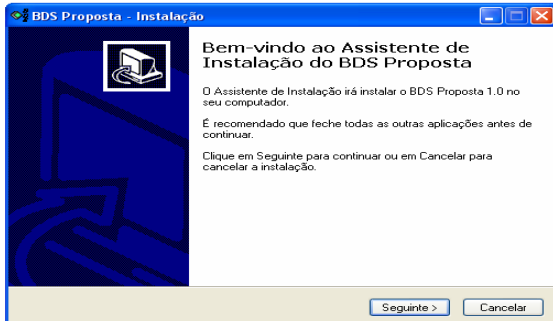 BDS Proposta - Instalação
Bem-vindo ao Assistente de
Instalação do BDS Proposta
O Assistente de Instalação irá instalar o BDS Proposta 1.0 no
seu computador.
É recomendado que feche todas as outras aplicações antes de
continuar.
Clique em Seguinte para continuar ou em Cancelar para
cancelar a instalação.
Seguinte >
Cancelar